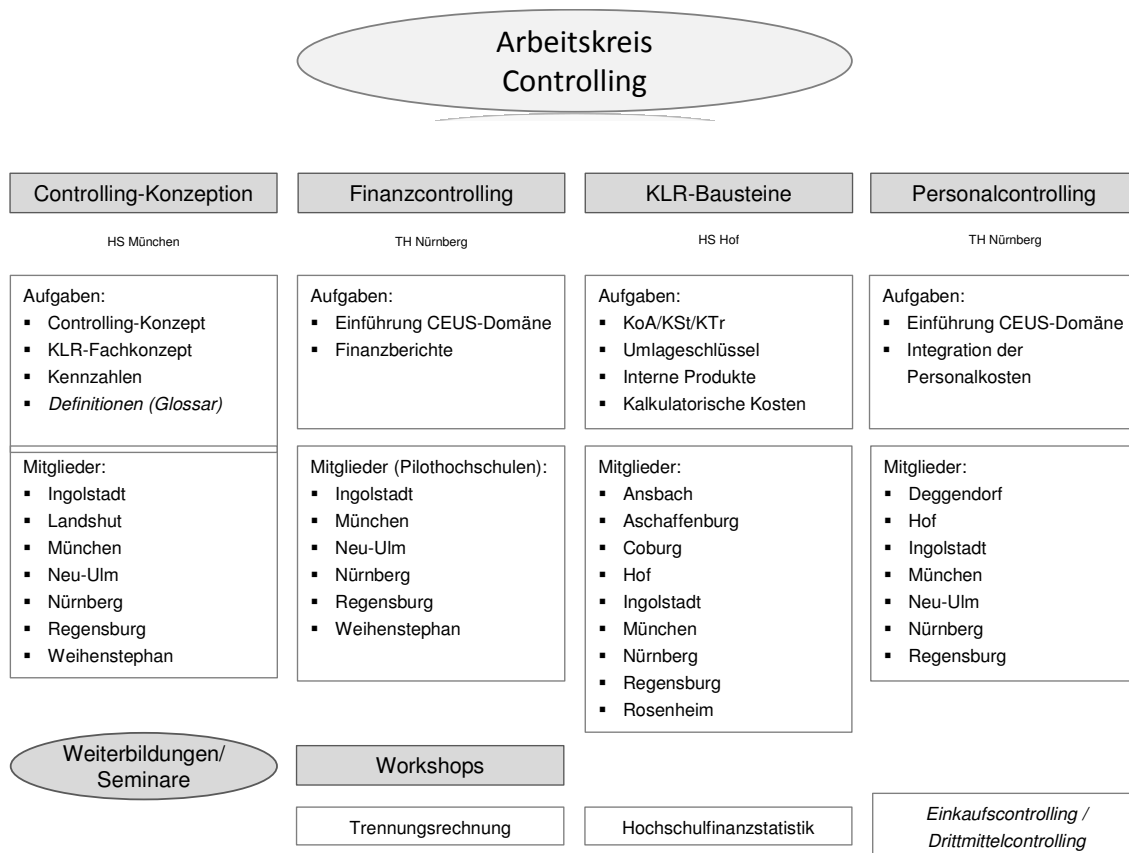 Arbeitskreis
Controlling
Controlling-Konzeption
HS München
Aufgaben:
▪ Controlling-Konzept
▪ KLR-Fachkonzept
▪ Kennzahlen
▪ Definitionen (Glossar)
Mitglieder:
▪ Ingolstadt
▪ Landshut
▪ München
▪ Neu-Ulm
▪ Nürnberg
▪ Regensburg
▪ Weihenstephan
Finanzcontrolling
TH Nürnberg
Aufgaben:
▪ Einführung CEUS-Domäne
▪ Finanzberichte
Mitglieder (Pilothochschulen):
▪ Ingolstadt
▪ München
▪ Neu-Ulm
▪ Nürnberg
▪ Regensburg
▪ Weihenstephan
KLR-Bausteine
HS Hof
Aufgaben:
▪ KoA/KSt/KTr
▪ Umlageschlüssel
▪ Interne Produkte
▪ Kalkulatorische Kosten
Mitglieder:
▪ Ansbach
▪ Aschaffenburg
▪ Coburg
▪ Hof
▪ Ingolstadt
▪ München
▪ Nürnberg
▪ Regensburg
▪ Rosenheim
Personalcontrolling
TH Nürnberg
Aufgaben:
▪ Einführung CEUS-Domäne
▪ Integration der
Personalkosten
Mitglieder:
▪ Deggendorf
▪ Hof
▪ Ingolstadt
▪ München
▪ Neu-Ulm
▪ Nürnberg
▪ Regensburg
Weiterbildungen/
Seminare
Workshops
Trennungsrechnung
Hochschulfinanzstatistik
Einkaufscontrolling /
Drittmittelcontrolling